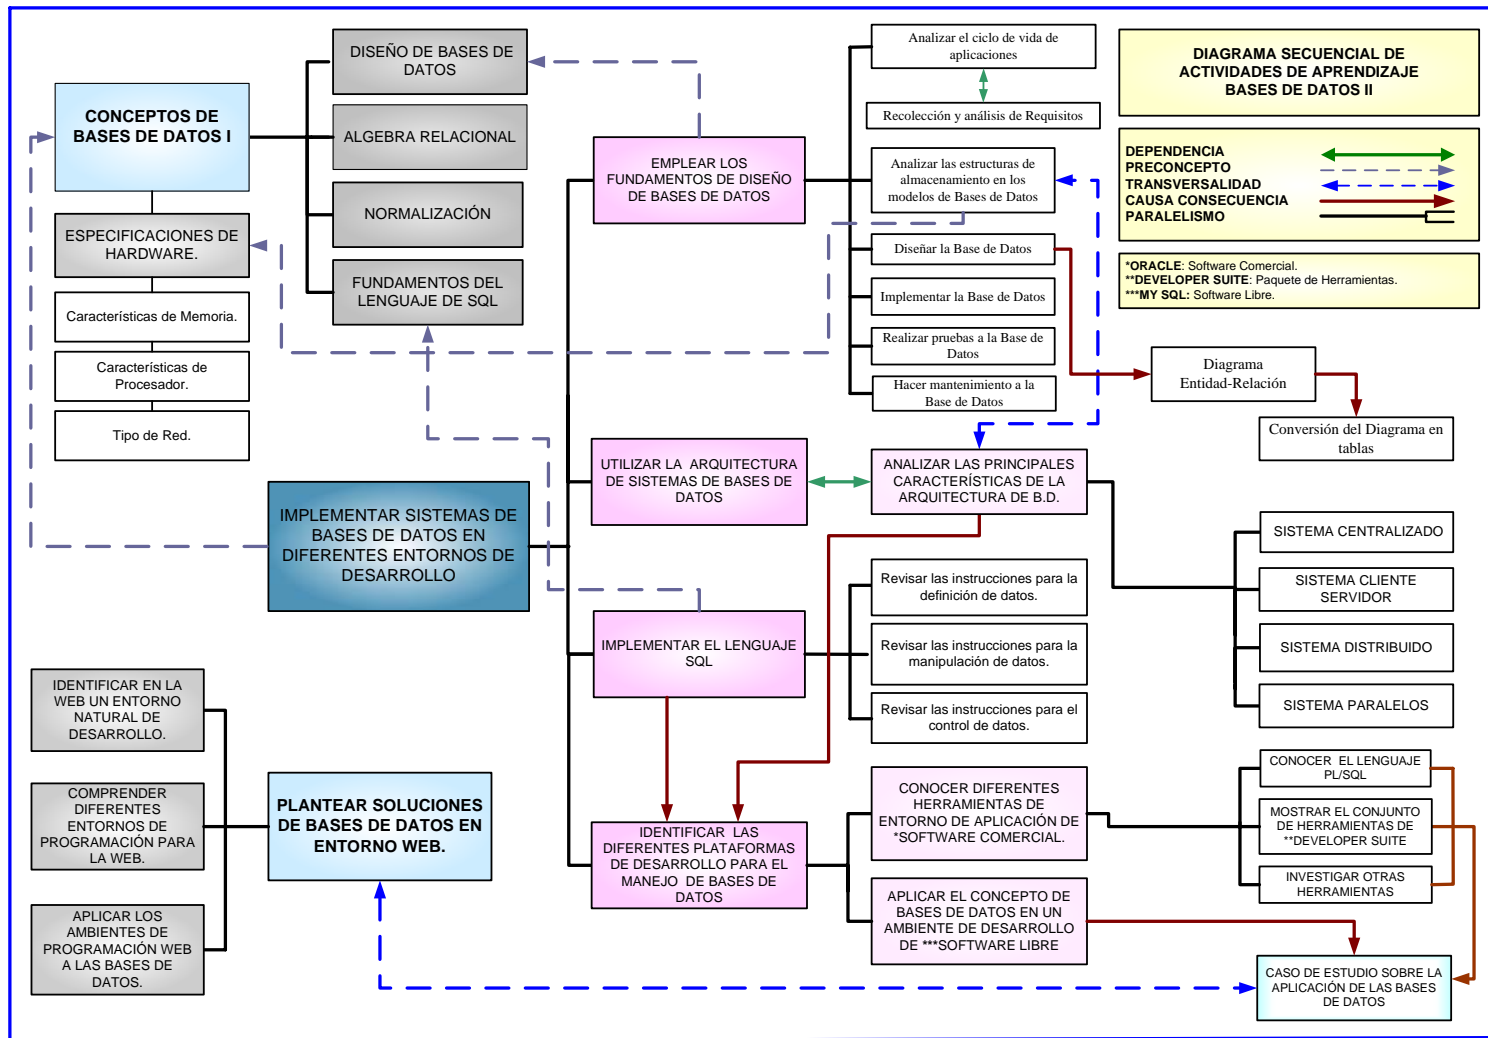 CONCEPTOS DE
BASES DE DATOS I
ESPECIFICACIONES DE
HARDWARE.
Características de Memoria.
Características de
Procesador.
Tipo de Red.
DISEÑO DE BASES DE
DATOS
ALGEBRA RELACIONAL
NORMALIZACIÓN
FUNDAMENTOS DEL
LENGUAJE DE SQL
IMPLEMENTAR SISTEMAS DE
BASES DE DATOS EN
DIFERENTES ENTORNOS DE
DESARROLLO
IDENTIFICAR EN LA
WEB UN ENTORNO
NATURAL DE
DESARROLLO.
COMPRENDER
DIFERENTES
ENTORNOS DE
PROGRAMACIÓN PARA
LA WEB.
APLICAR LOS
AMBIENTES DE
PROGRAMACIÓN WEB
A LAS BASES DE
DATOS.
PLANTEAR SOLUCIONES
DE BASES DE DATOS EN
ENTORNO WEB.
EMPLEAR LOS
FUNDAMENTOS DE DISEÑO
DE BASES DE DATOS
UTILIZAR LA  ARQUITECTURA
DE SISTEMAS DE BASES DE
DATOS
IMPLEMENTAR EL LENGUAJE
SQL
IDENTIFICAR  LAS
DIFERENTES PLATAFORMAS
DE DESARROLLO PARA EL
MANEJO  DE BASES DE
DATOS
Analizar el ciclo de vida de
aplicaciones
Recolección y análisis de Requisitos
Analizar las estructuras de
almacenamiento en los
modelos de Bases de Datos
Diseñar la Base de Datos
Implementar la Base de Datos
Realizar pruebas a la Base de
Datos
Hacer mantenimiento a la
Base de Datos
ANALIZAR LAS PRINCIPALES
CARACTERÍSTICAS DE LA
ARQUITECTURA DE B.D.
Revisar las instrucciones para la
definición de datos.
Revisar las instrucciones para la
manipulación de datos.
Revisar las instrucciones para el
control de datos.
CONOCER DIFERENTES
HERRAMIENTAS DE
ENTORNO DE APLICACIÓN DE
*SOFTWARE COMERCIAL.
APLICAR EL CONCEPTO DE
BASES DE DATOS EN UN
AMBIENTE DE DESARROLLO
DE ***SOFTWARE LIBRE
DIAGRAMA SECUENCIAL DE
ACTIVIDADES DE APRENDIZAJE
BASES DE DATOS II
DEPENDENCIA
PRECONCEPTO
TRANSVERSALIDAD
CAUSA CONSECUENCIA
PARALELISMO
*ORACLE: Software Comercial.
**DEVELOPER SUITE: Paquete de Herramientas.
***MY SQL: Software Libre.
Diagrama
Entidad-Relación
Conversión del Diagrama en
tablas
SISTEMA CENTRALIZADO
SISTEMA CLIENTE
SERVIDOR
SISTEMA DISTRIBUIDO
SISTEMA PARALELOS
CONOCER  EL LENGUAJE
PL/SQL
MOSTRAR EL CONJUNTO
DE HERRAMIENTAS DE
**DEVELOPER SUITE
INVESTIGAR OTRAS
HERRAMIENTAS
CASO DE ESTUDIO SOBRE LA
APLICACIÓN DE LAS BASES
DE DATOS